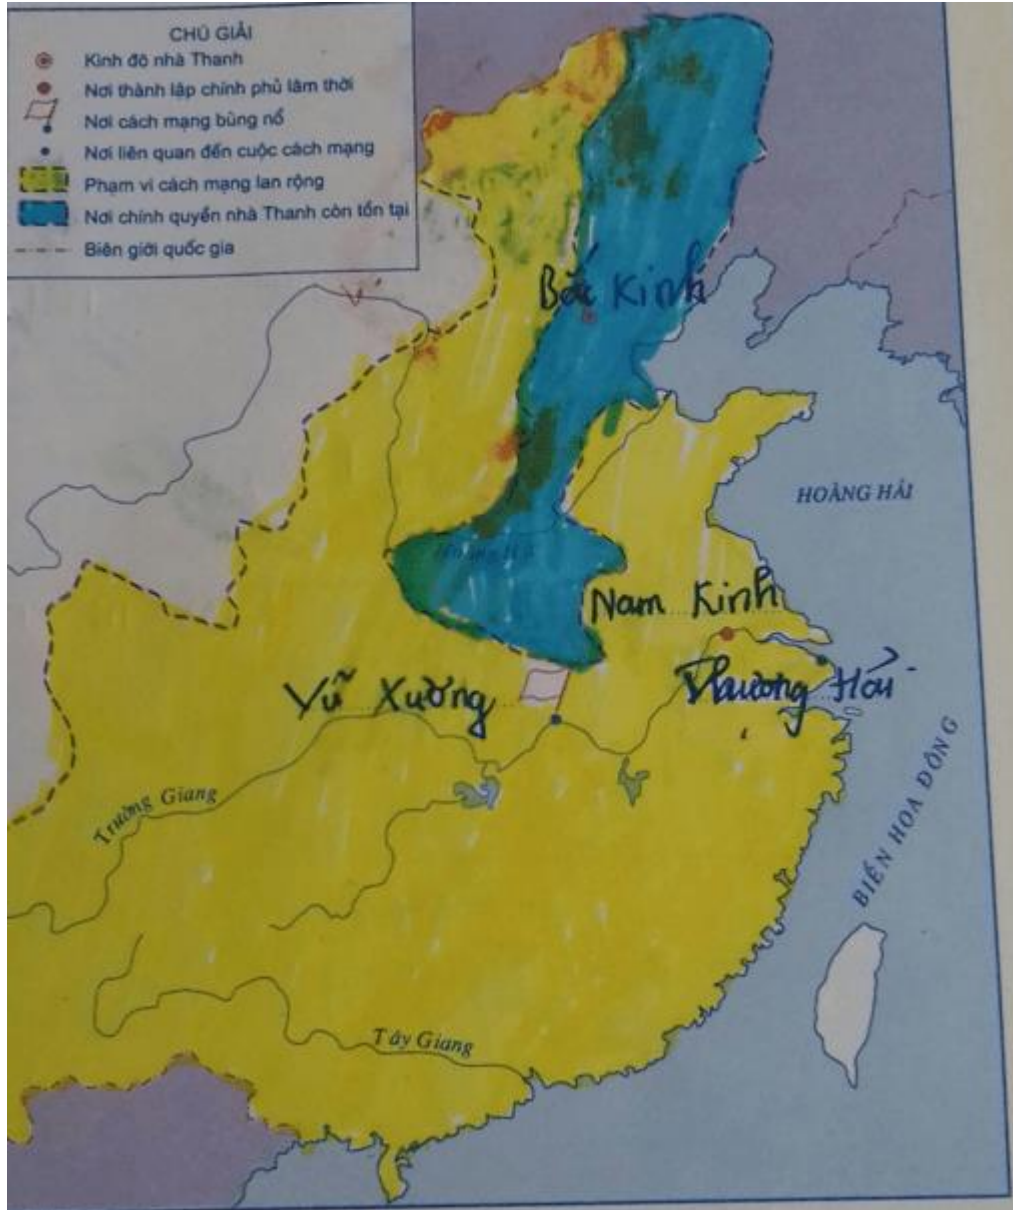 CHÚ GIẢI
Kinh đô nhà Thanh
Nơi thành lập chính phủ lâm thời
Nơi cách mạng bùng nổ
Nơi liên quan đến cuộc cách mạng
Phạm vi cách mạng lan rộng
Nơi chính quyền nhà Thanh còn tồn tại
Biên giới quốc gia
Bắc Kinh
HOÀNG HẢI
Hoàng Hà
Nam Kinh
Vũ Xương
Thương Hải
Trường Giang
BIỂN HOA ĐÔNG
Tây Giang